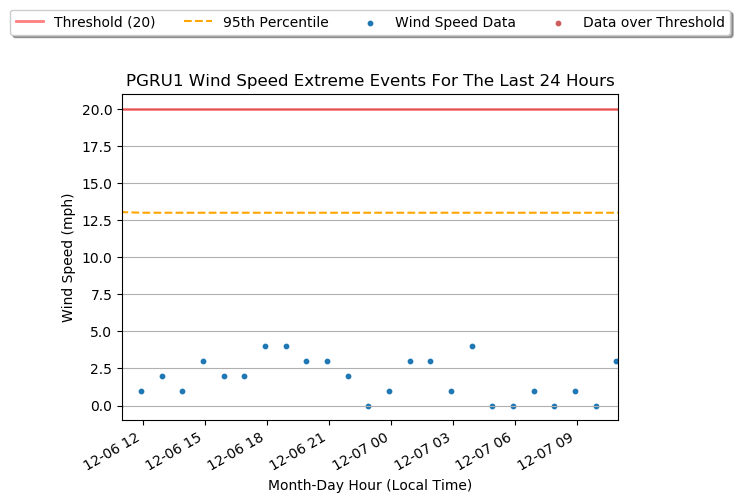 Threshold (20) 95th Percentile Wind Speed Data Data over Threshold
PGRU1 Wind Speed Extreme Events For The Last 24 Hours
20.0
17.5
15.0
12.5
10.0
7.5
5.0
2.5
0.0
Wind Speed (mph)
12-06 12 12-06 15 12-06 18 12-06 21 12-07 00 12-07 03 12-07 06 12-07 09
Month-Day Hour (Local Time)